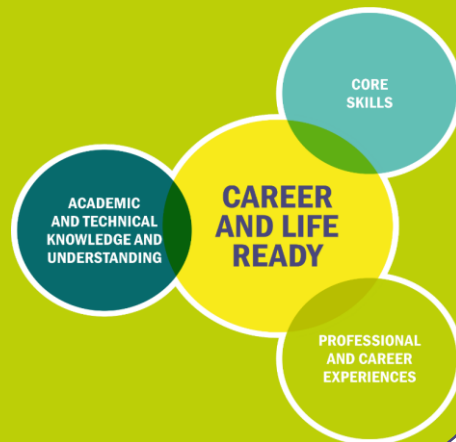 CORE
SKILLS
CAREER
AND LIFE
READY
ACADEMIC
AND TECHNICAL
KNOWLEDGE AND
UNDERSTANDING
PROFESSIONAL
AND CAREER
EXPERIENCES